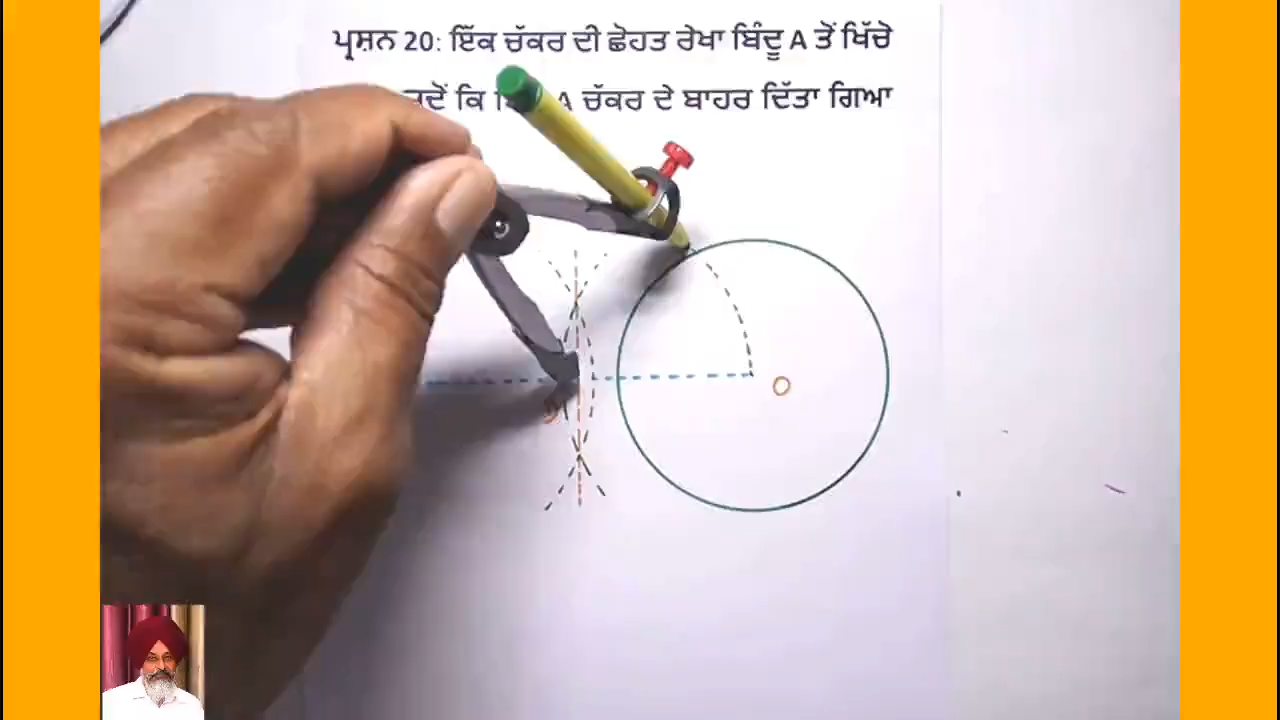 ਪ੍ਰਸ਼ਨ 20: ਇੱਕ ਚੱਕਰ ਦੀ ਛੋਹਤ ਰੇਖਾ ਬਿੰਦੂ A ਤੋਂ ਖਿੱਚੋ
ਕਿ A ਚੱਕਰ ਦੇ ਬਾਹਰ ਦਿੱਤਾ ਗਿਆ
O